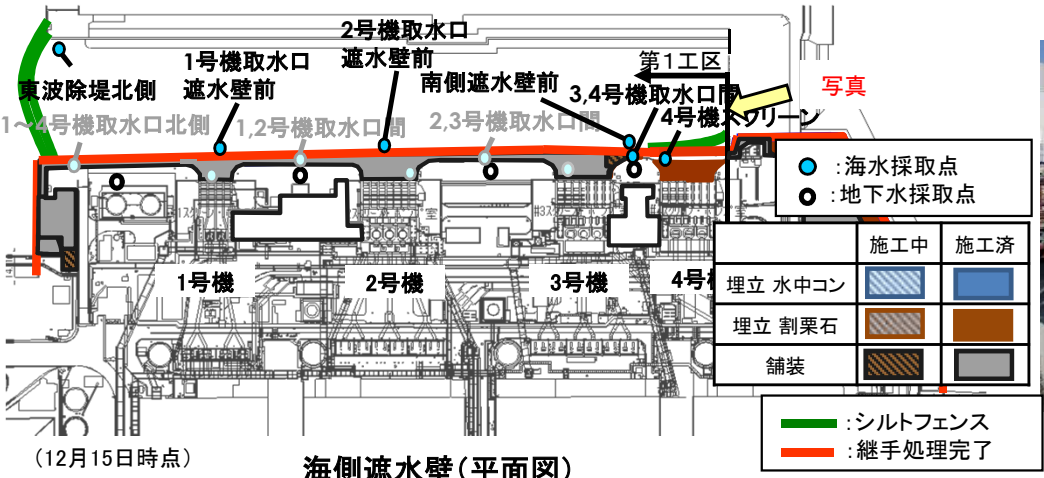 2号機取水口
遮水壁前
1号機取水口
遮水壁前
東波除堤北側
南側遮水壁前
第1工区
写真
3,4号機取水口間
4号機スクリーン
1～4号機取水口北側
1,2号機取水口間
2,3号機取水口間
:海水採取点
:地下水採取点
施工中 施工済
埋立 水中コン
埋立 割栗石
舗装
1号機
2号機
3号機
4号機
:シルトフェンス
:継手処理完了
(12月15日時点)
海側遮水壁(平面図)